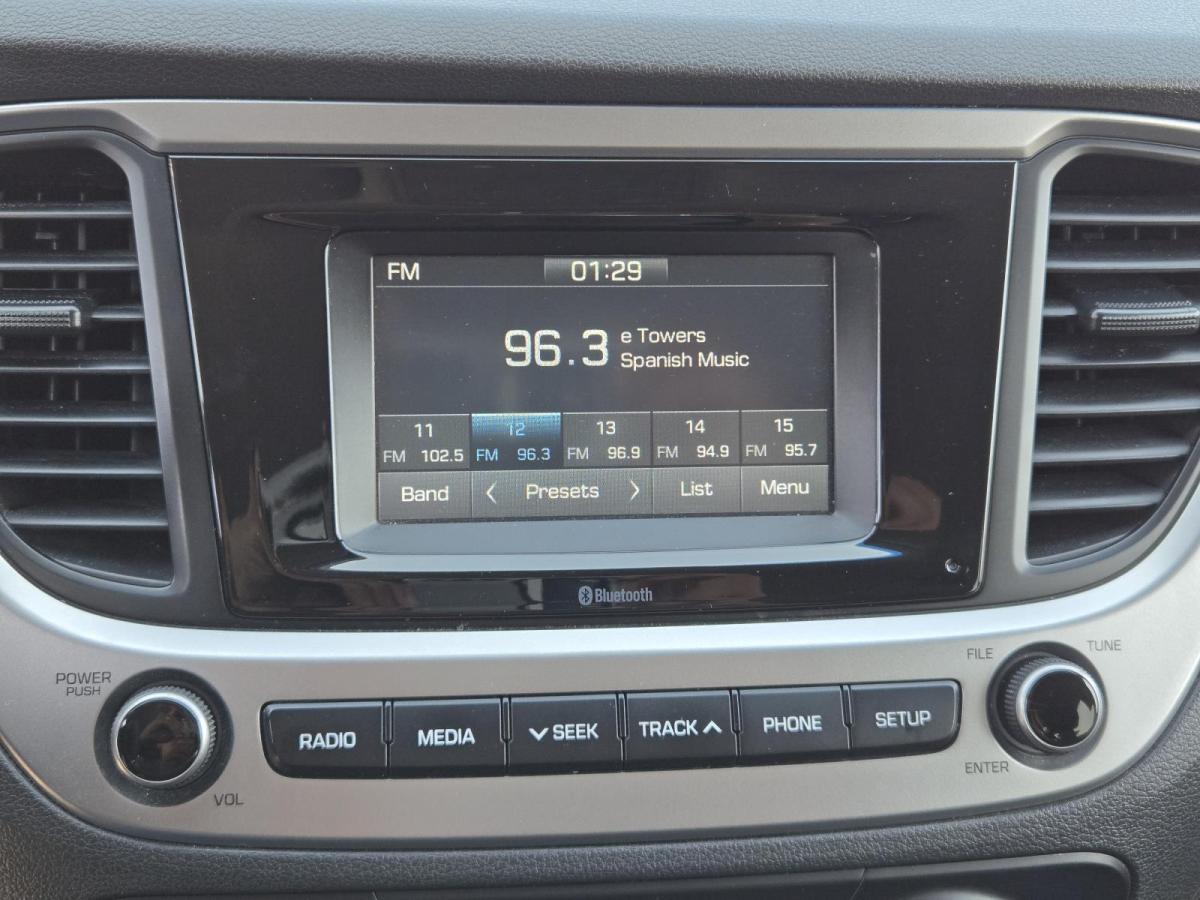 FM 01:29
96.3 e Towers
Spanish Music
11 12 13 14 15
FM 102.5 FM 96.3 FM 96.9 FM 94.9 FM 95.7
Band < Presets > List Menu
Bluetooth
POWER
PUSH
VOL
RADIO MEDIA SEEK TRACK PHONE SETUP
FILE TUNE
ENTER